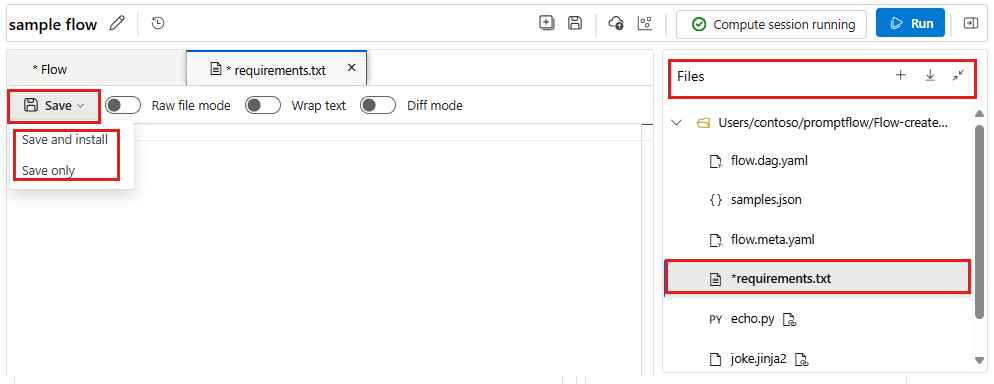 sample flow
Compute session running
Run
* Flow
* requirements.txt
Save
Raw file mode
Wrap text
Diff mode
Save and install
Save only
Files
Users/contoso/promptflow/Flow-create...
flow.dag.yaml
{} samples.json
flow.meta.yaml
*requirements.txt
PY echo.py
joke.jinja2